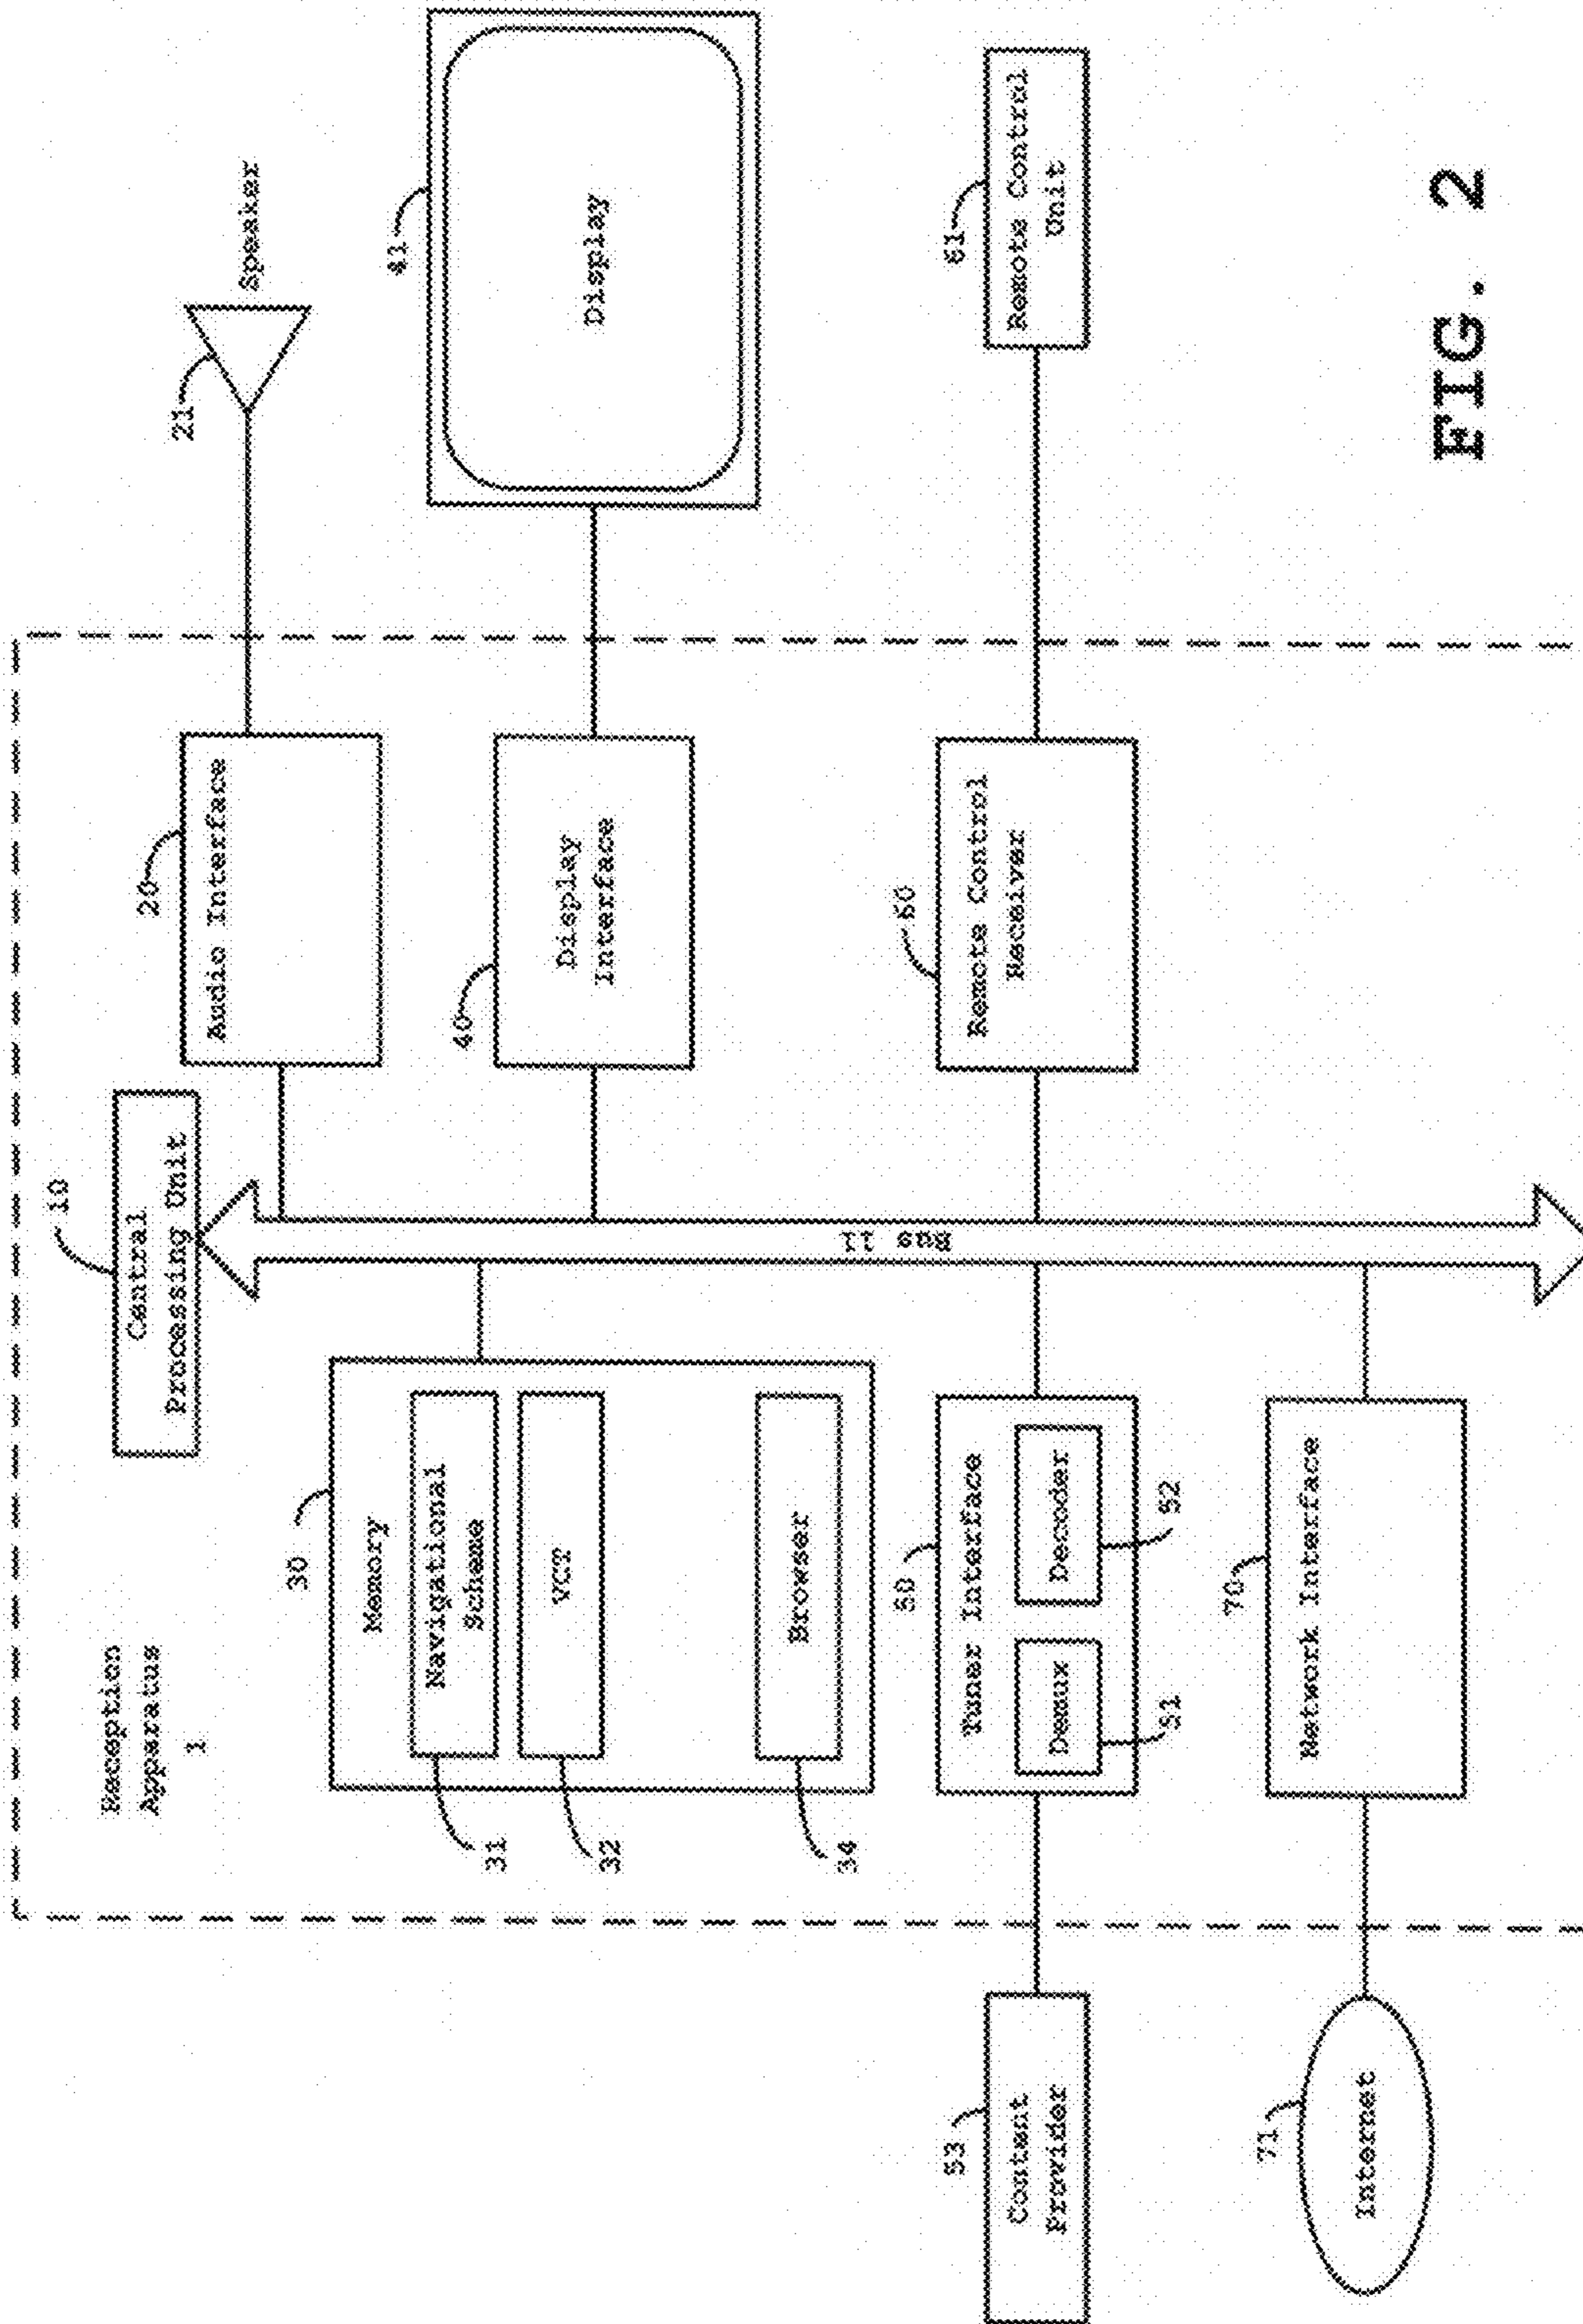 Reception
Apparatus
1
10
Central
Processing Unit
20
Audio Interface
21
Speaker
30
Memory
Navigational
Scheme
31
VCT
32
Browser
34
40
Display
Interface
41
Display
50
Tuner Interface
Demux
Decoder
51
52
53
Content
Provider
60
Remote Control
Receiver
61
Remote Control
Unit
70
Network Interface
71
Internet
Bus 11
FIG. 2